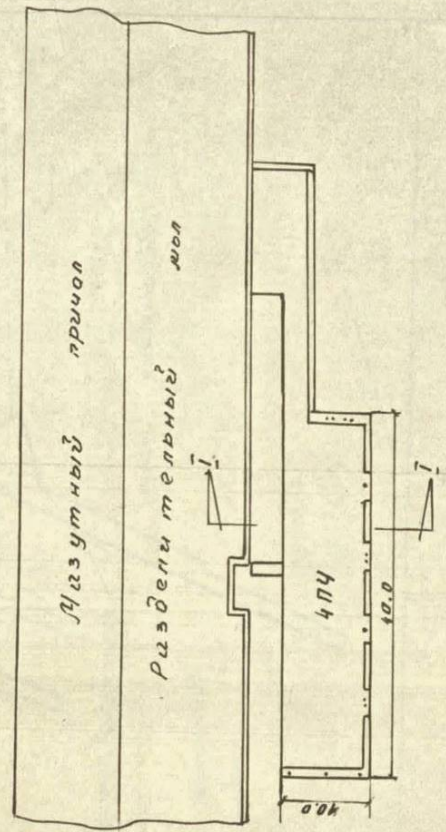 Мазутный причал
Разделительный мол
I
I
4ПЧ
40.0
10.0